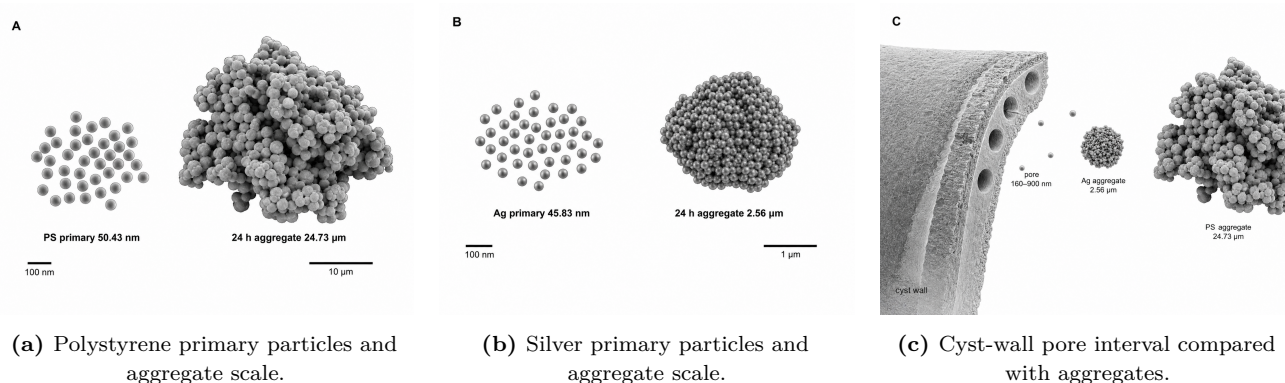 A
PS primary 50.43 nm
24 h aggregate 24.73 µm
100 nm
10 µm
B
Ag primary 45.83 nm
24 h aggregate 2.56 µm
100 nm
1 µm
C
pore
160–900 nm
Ag aggregate
2.56 µm
PS aggregate
24.73 µm
cyst wall
(a) Polystyrene primary particles and
aggregate scale.
(b) Silver primary particles and
aggregate scale.
(c) Cyst-wall pore interval compared
with aggregates.